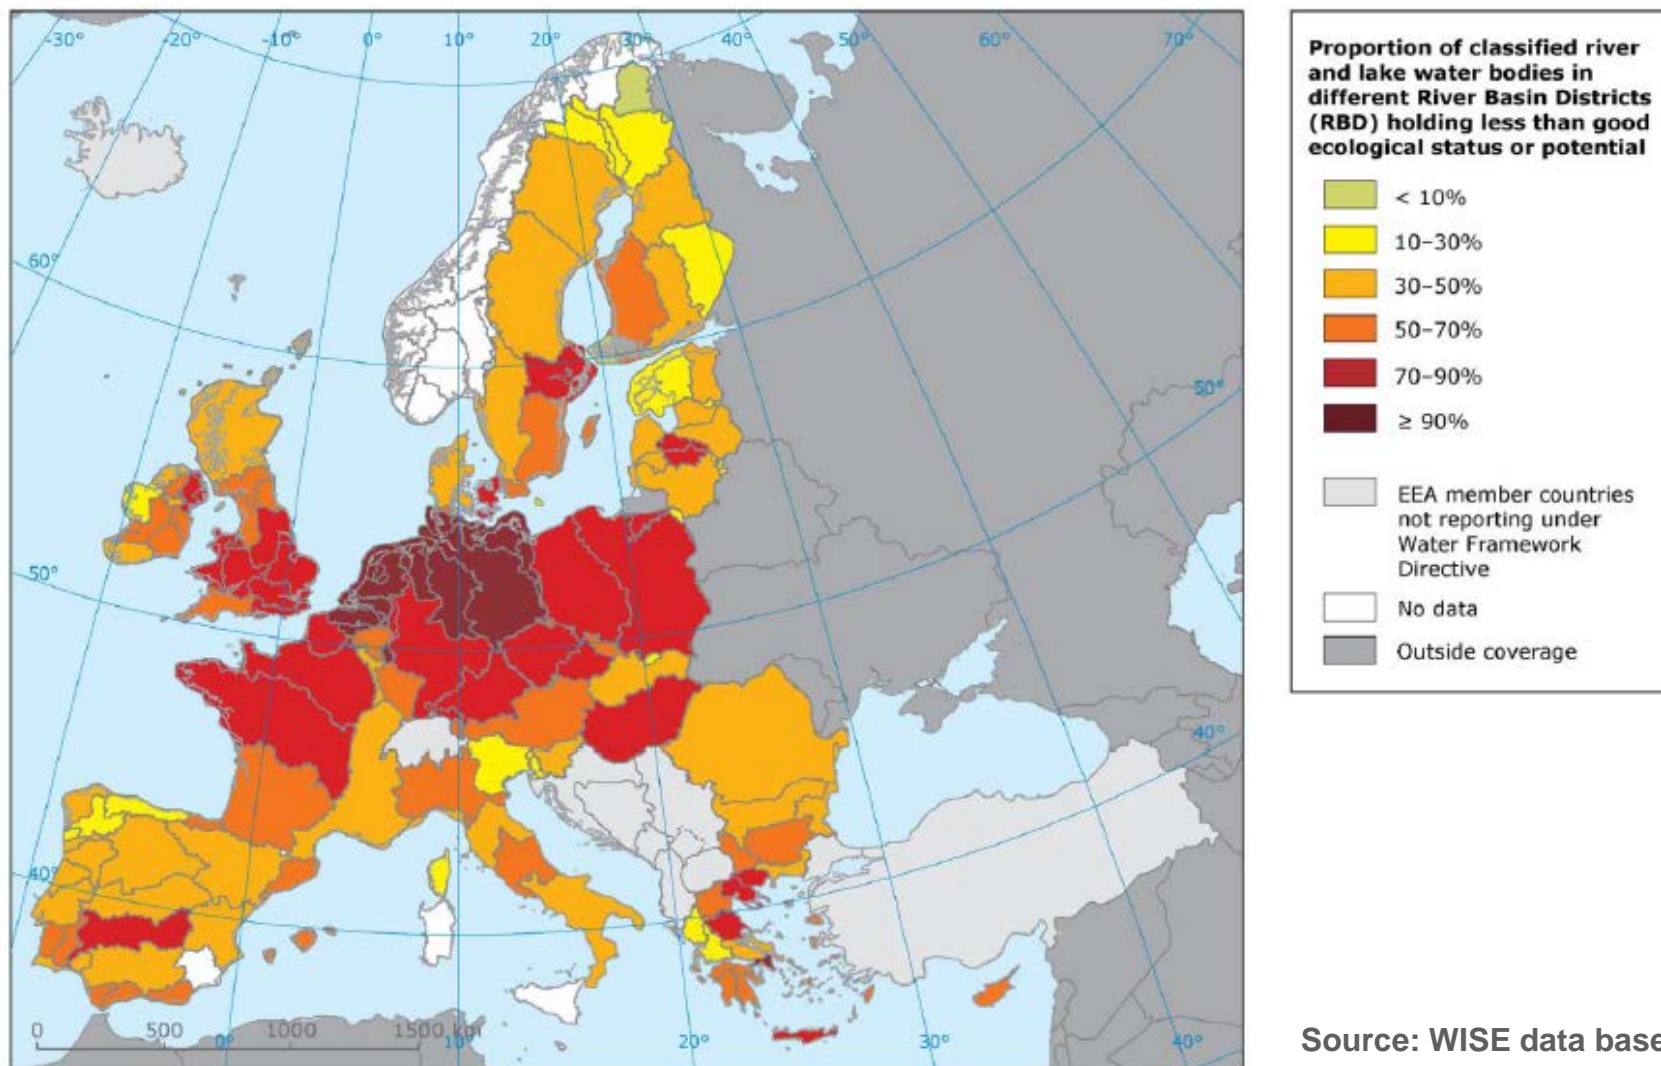 -30°
-20°
-10°
0°
10°
20°
30°
40°
50°
60°
70°
60°
50°
50°
40°
40°
0
500
1000
1500 km
0°
10°
20°
30°
40°
Proportion of classified river
and lake water bodies in
different River Basin Districts
(RBD) holding less than good
ecological status or potential
< 10%
10–30%
30–50%
50–70%
70–90%
≥ 90%
EEA member countries
not reporting under
Water Framework
Directive
No data
Outside coverage
Source: WISE data base